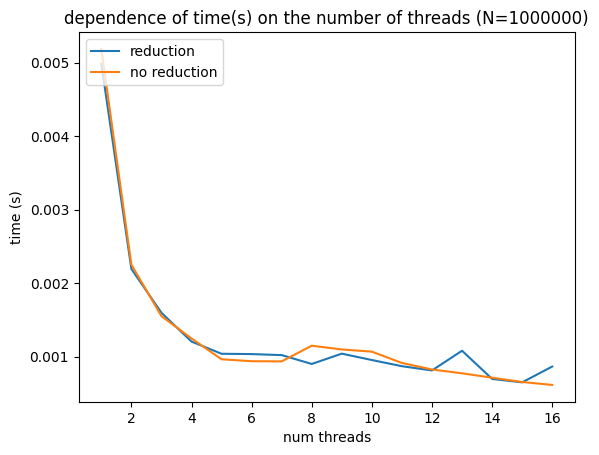 dependence of time(s) on the number of threads (N=1000000)
reduction
no reduction
0.005
0.004
0.003
0.002
0.001
time (s)
2 4 6 8 10 12 14 16
num threads